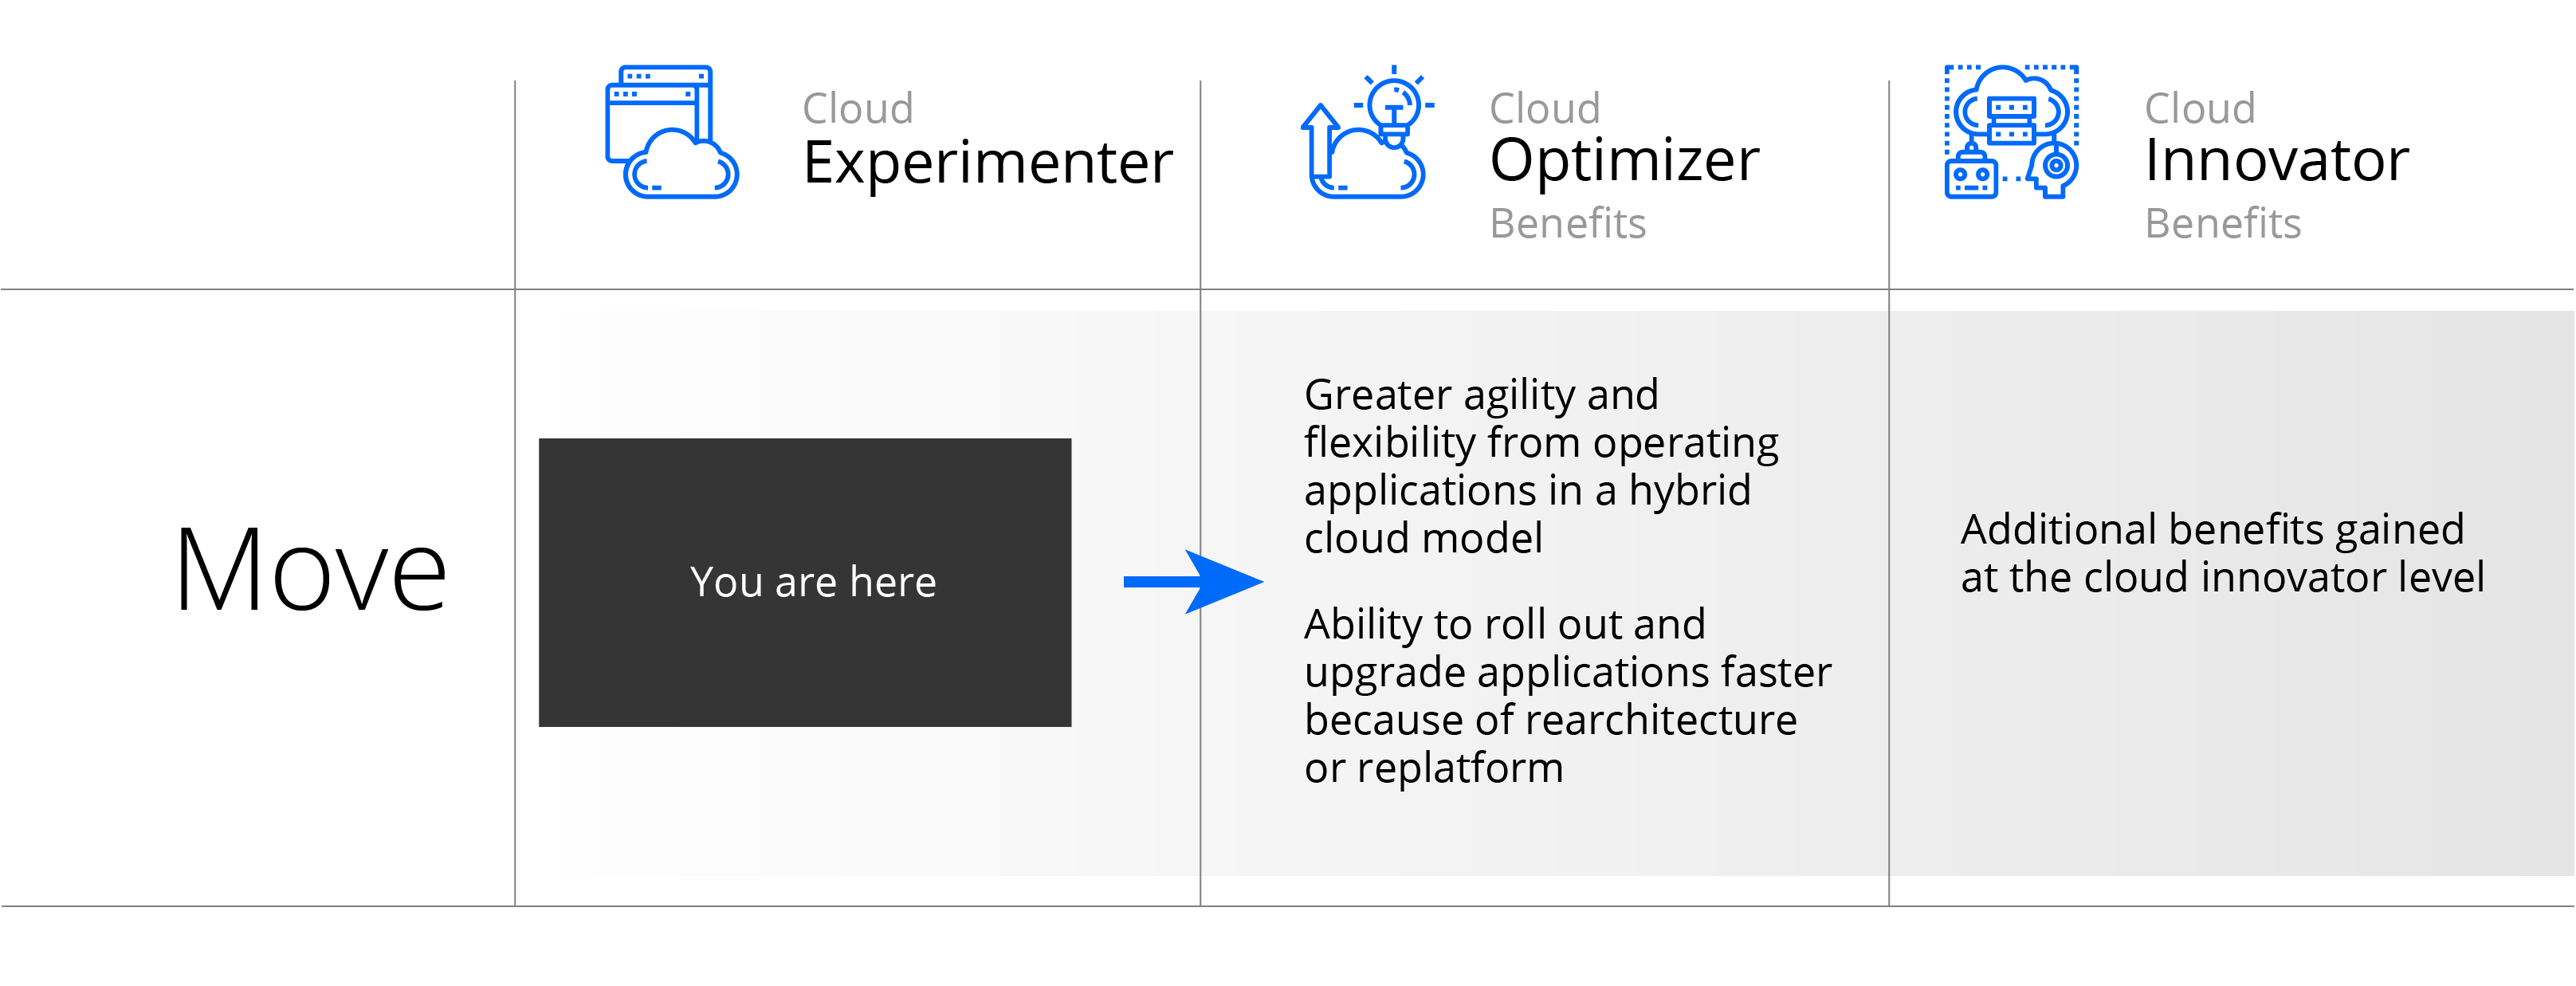 Cloud
Experimenter
Cloud
Optimizer
Benefits
Cloud
Innovator
Benefits
Move
You are here
Greater agility and
flexibility from operating
applications in a hybrid
cloud model
Ability to roll out and
upgrade applications faster
because of rearchitecture
or replatform
Additional benefits gained
at the cloud innovator level